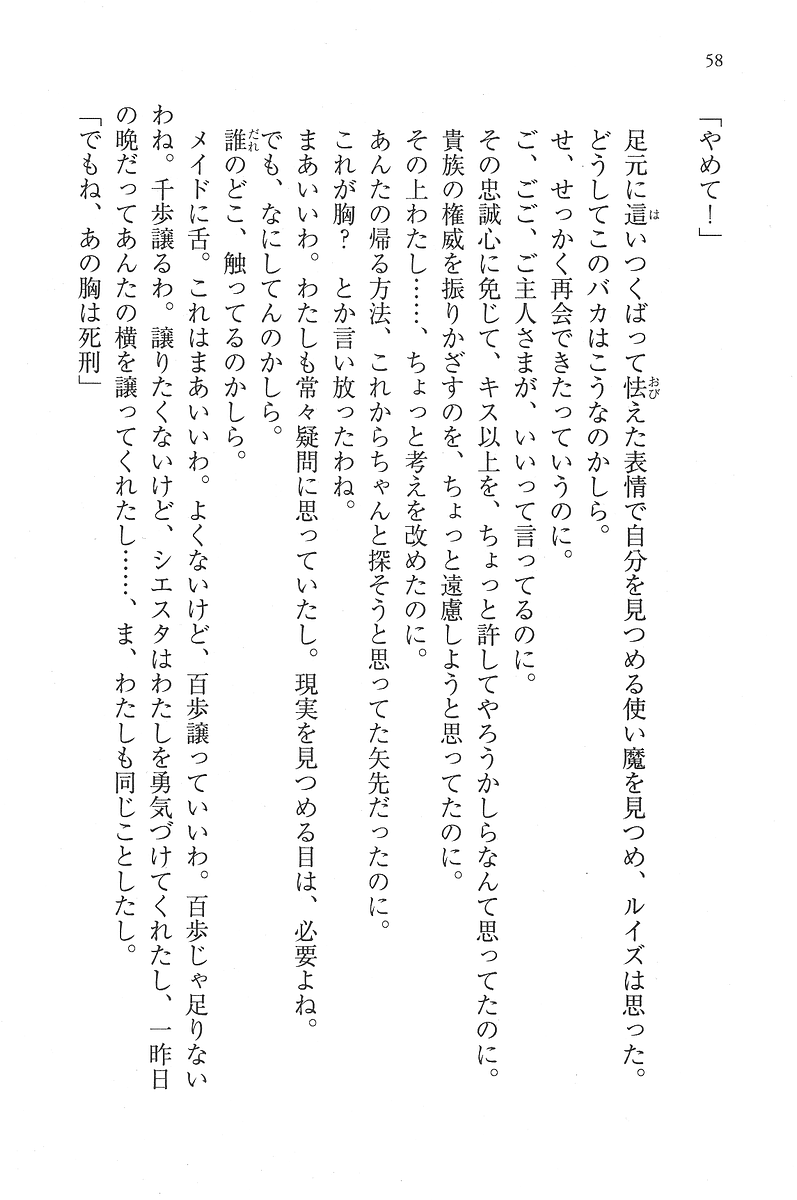 58
「やめて！」
足元に這いつくばって怯えた表情で自分を見つめる使い魔を見つめ、ルイズは思った。
どうしてこのバカはこうなのかしら。
せ、せっかく再会できたっていうのに。
ご、ごご、ご主人さまが、いいって言ってるのに。
その忠誠心に免じて、キス以上を、ちょっと許してやろうかしらなんて思ってたのに。
貴族の権威を振りかざすのを、ちょっと遠慮しようと思ってたのに。
その上わたし……、ちょっと考えを改めたのに。
あんたの帰る方法、これからちゃんと探そうと思ってた矢先だったのに。
これが胸？　とか言い放ったわね。
まあいいわ。わたしも常々疑問に思っていたし。現実を見つめる目は、必要よね。
でも、なにしてんのかしら。
誰のどこ、触ってるのかしら。
メイドに舌。これはまあいいわ。よくないけど、百歩譲っていいわ。百歩じゃ足りない
わね。千歩譲るわ。譲りたくないけど、シエスタはわたしを勇気づけてくれたし、一昨日
の晩だってあんたの横を譲ってくれたし……、ま、わたしも同じことしたし。
「でもね、あの胸は死刑」